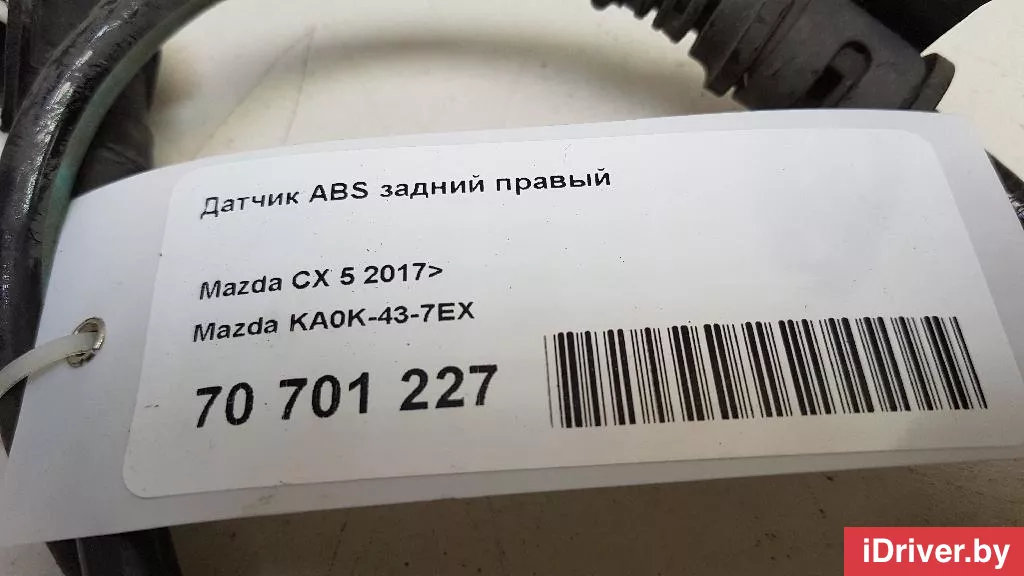 Датчик ABS задний правый
Mazda CX 5 2017>
Mazda KA0K-43-7EX
70 701 227
iDriver.by